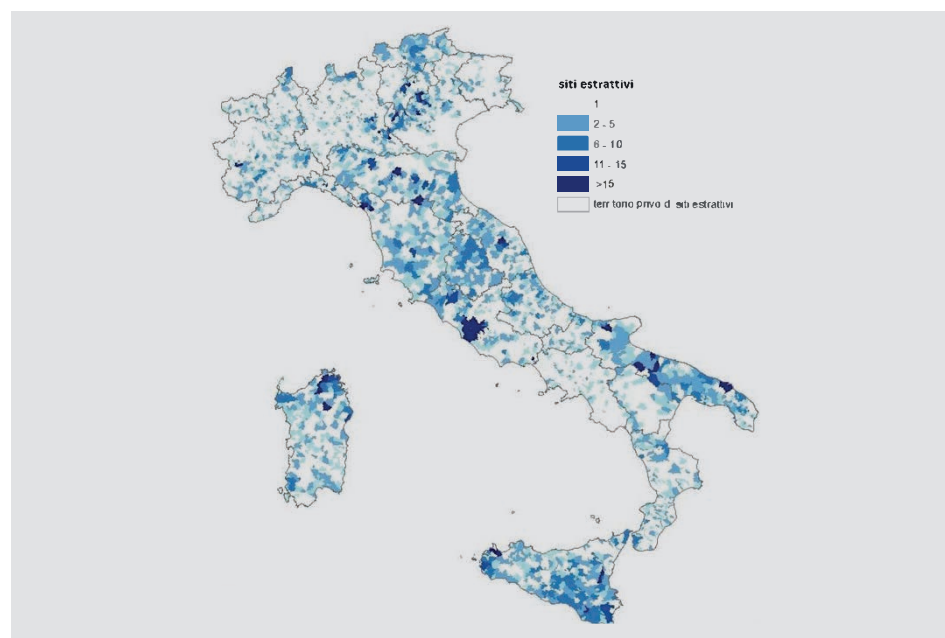 siti estrattivi
1
2 - 5
6 - 10
11 - 15
>15
territorio privo di siti estrattivi